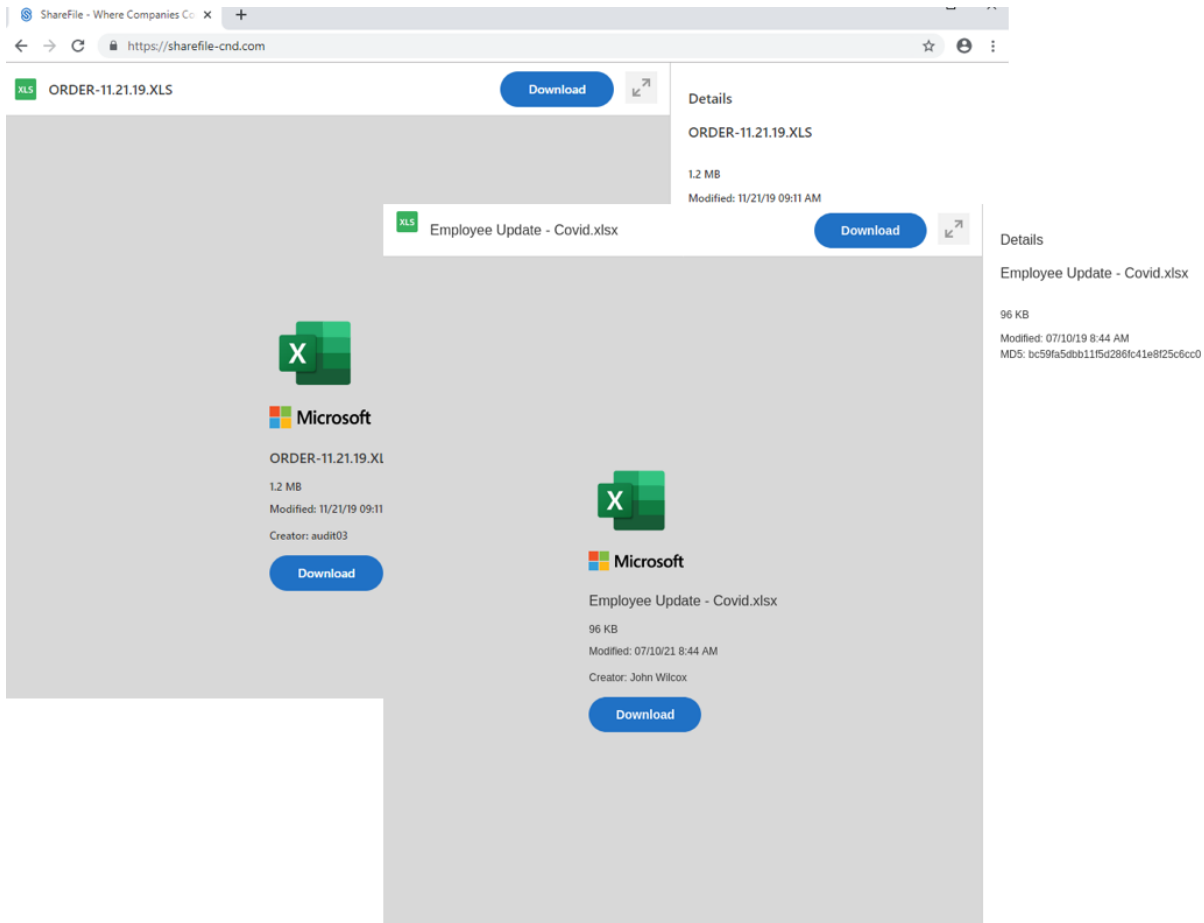 ShareFile - Where Companies Co
https://sharefile-cnd.com
XLS ORDER-11.21.19.XLS Download
Details
ORDER-11.21.19.XLS
1.2 MB
Modified: 11/21/19 09:11 AM
X
Microsoft
ORDER-11.21.19.XL
1.2 MB
Modified: 11/21/19 09:11
Creator: audit03
Download
XLS Employee Update - Covid.xlsx Download
Details
Employee Update - Covid.xlsx
96 KB
Modified: 07/10/19 8:44 AM
MD5: bc59fa5dbb11f5d286fc41e8f25c6cc0
X
Microsoft
Employee Update - Covid.xlsx
96 KB
Modified: 07/10/21 8:44 AM
Creator: John Wilcox
Download